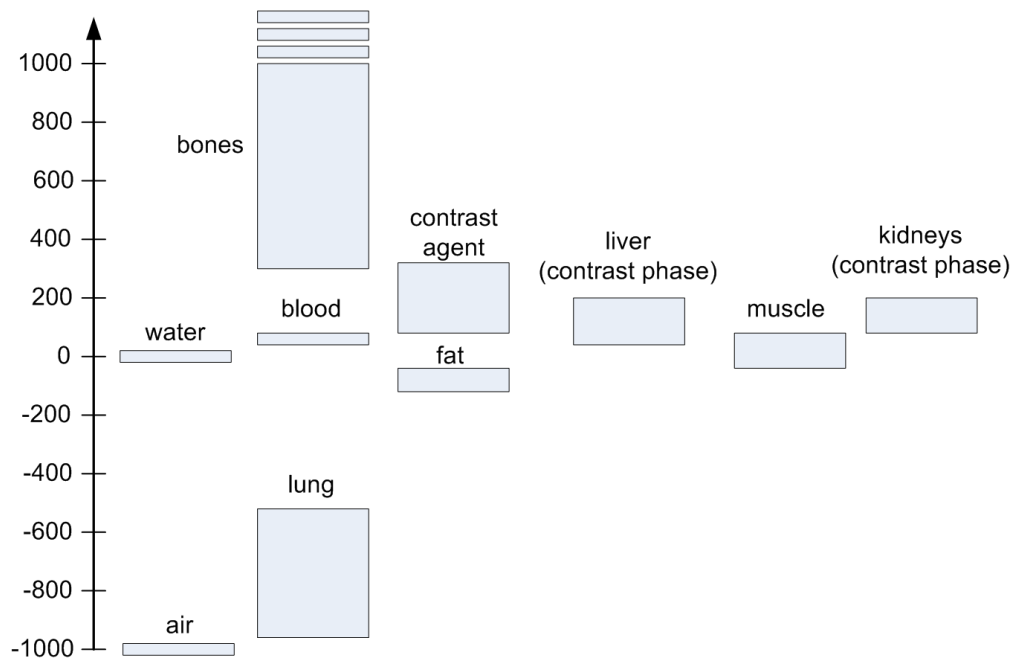 1000
800
600
400
200
0
-200
-400
-600
-800
-1000
bones
contrast
agent
liver
(contrast phase)
kidneys
(contrast phase)
water
blood
fat
muscle
lung
air